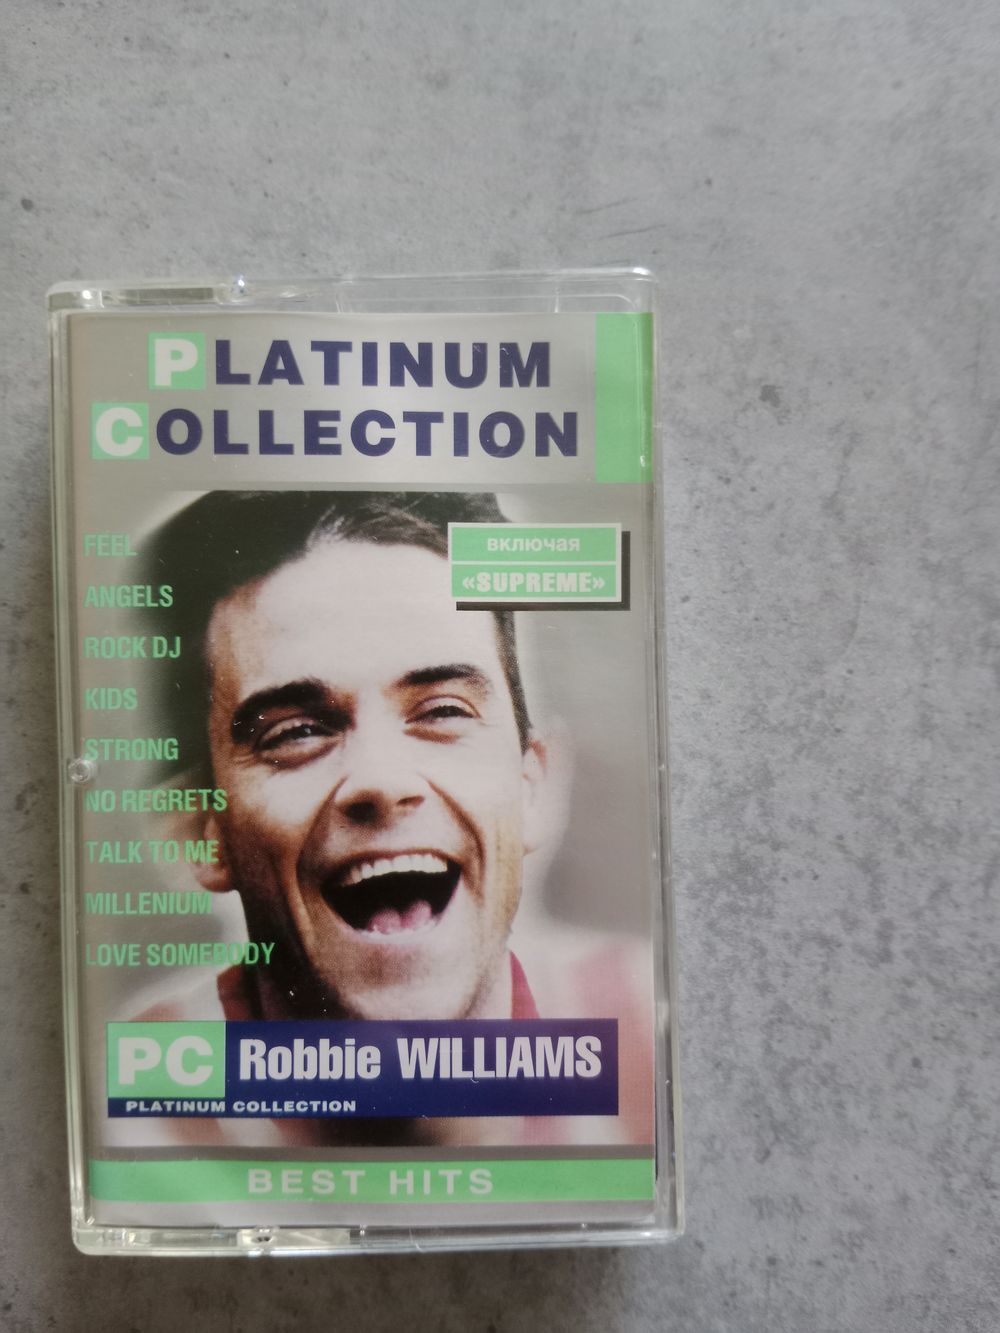 PLATINUM
COLLECTION
FEEL
ANGELS
ROCK DJ
KIDS
STRONG
NO REGRETS
TALK TO ME
MILLENIUM
LOVE SOMEBODY
включая
«SUPREME»
PC Robbie WILLIAMS
PLATINUM COLLECTION
BEST HITS